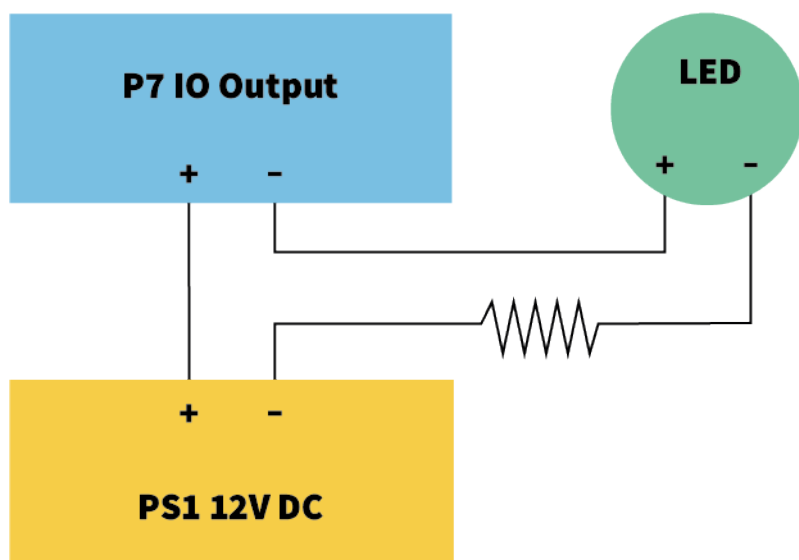 P7 IO Output
LED
+ –
+ –
+ –
PS1 12V DC